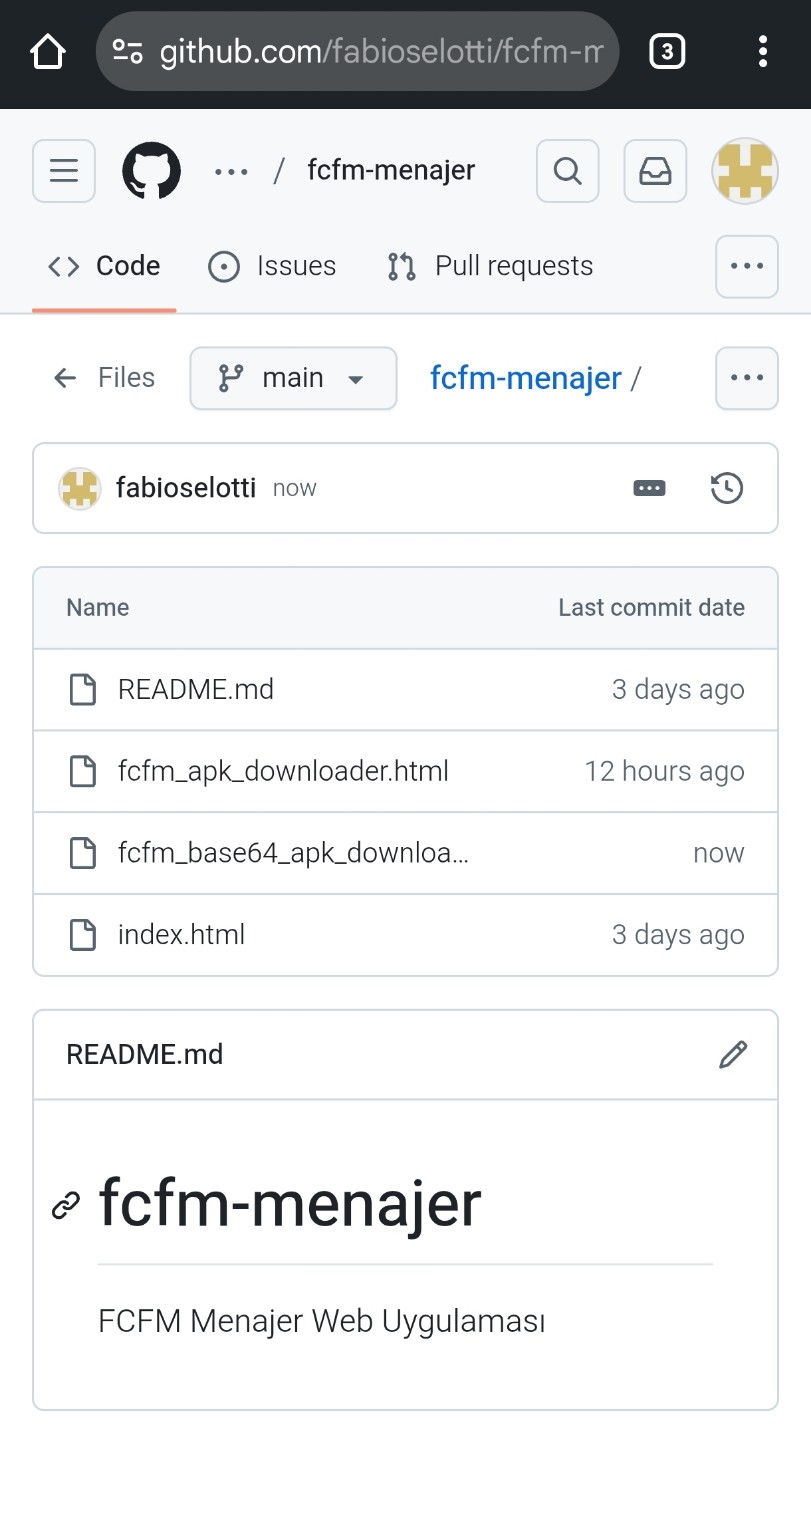 github.com/fabioselotti/fcfm-m
3
... / fcfm-menajer
Code Issues Pull requests
Files main fcfm-menajer /
fabioselotti now
Name Last commit date
README.md 3 days ago
fcfm_apk_downloader.html 12 hours ago
fcfm_base64_apk_downloa... now
index.html 3 days ago
README.md
fcfm-menajer
FCFM Menajer Web Uygulaması